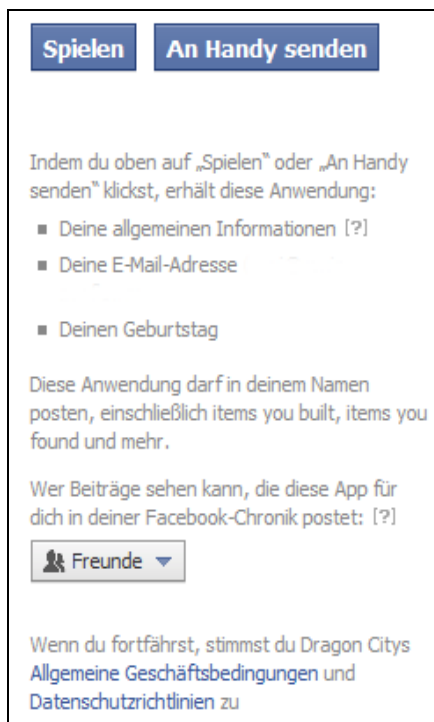 Spielen An Handy senden
Indem du oben auf „Spielen“ oder „An Handy
senden“ klickst, erhält diese Anwendung:
Deine allgemeinen Informationen [?]
Deine E-Mail-Adresse
Deinen Geburtstag
Diese Anwendung darf in deinem Namen
posten, einschließlich items you built, items you
found und mehr.
Wer Beiträge sehen kann, die diese App für
dich in deiner Facebook-Chronik postet: [?]
Freunde
Wenn du fortfährst, stimmst du Dragon Citys
Allgemeine Geschäftsbedingungen und
Datenschutzrichtlinien zu